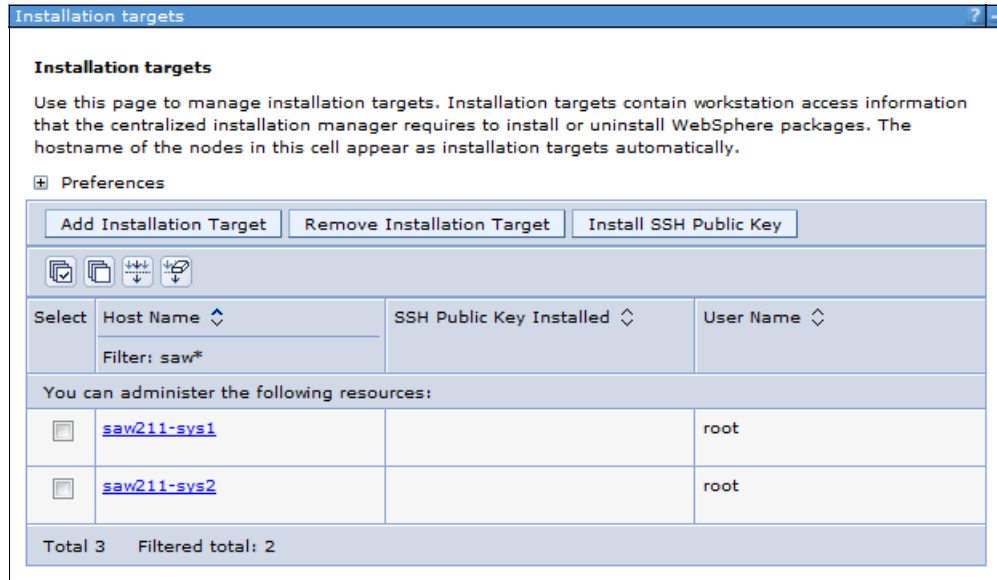 Installation targets ? -
Installation targets
Use this page to manage installation targets. Installation targets contain workstation access information
that the centralized installation manager requires to install or uninstall WebSphere packages. The
hostname of the nodes in this cell appear as installation targets automatically.
+ Preferences
Add Installation Target Remove Installation Target Install SSH Public Key
Select Host Name SSH Public Key Installed User Name
Filter: saw*
You can administer the following resources:
saw211-sys1 root
saw211-sys2 root
Total 3 Filtered total: 2